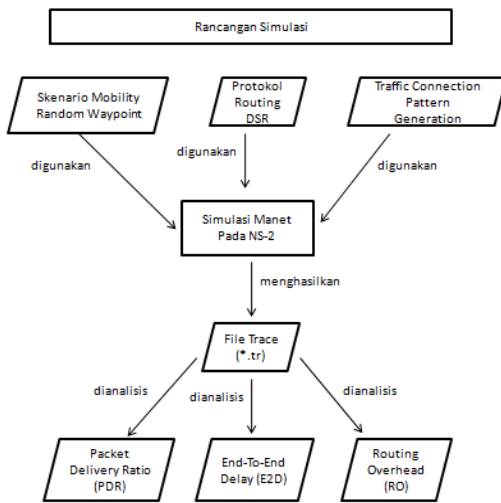 Rancangan Simulasi
Skenario Mobility
Random Waypoint
Protokol
Routing
DSR
Traffic Connection
Pattern
Generation
digunakan
digunakan
digunakan
Simulasi Manet
Pada NS-2
menghasilkan
File Trace
(*.tr)
dianalisis
dianalisis
dianalisis
Packet
Delivery Ratio
(PDR)
End-To-End
Delay (E2D)
Routing
Overhead
(RO)